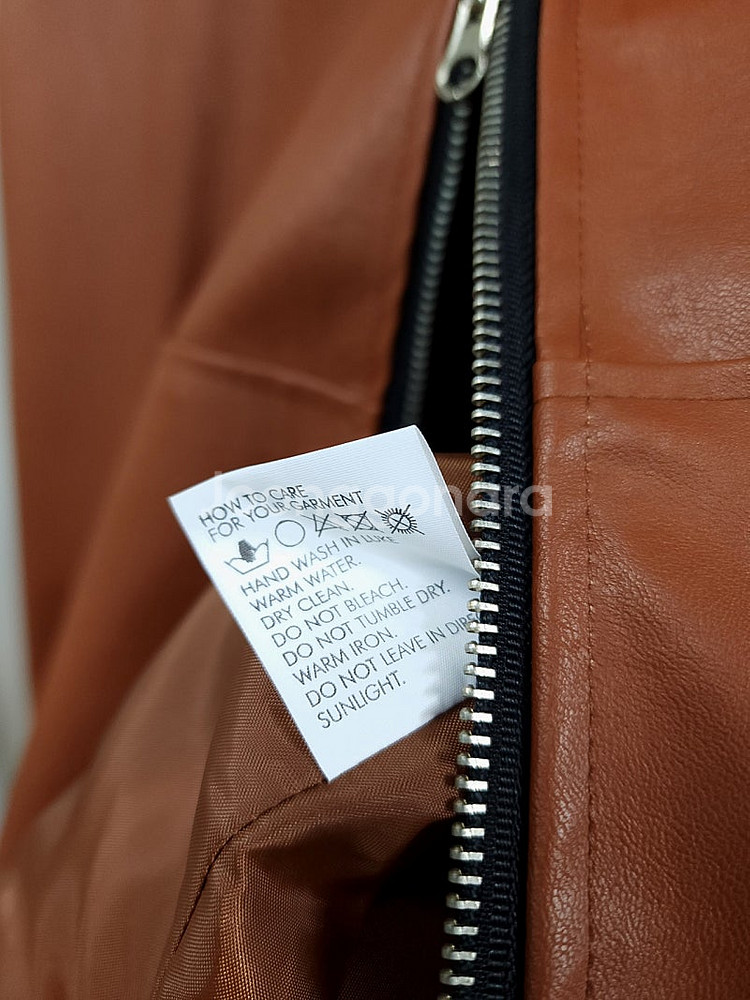 HOW TO CARE
FOR YOUR GARMENT
HAND WASH IN LUKE
WARM WATER.
DRY CLEAN.
DO NOT BLEACH.
DO NOT TUMBLE DRY.
WARM IRON.
DO NOT LEAVE IN
SUNLIGHT.